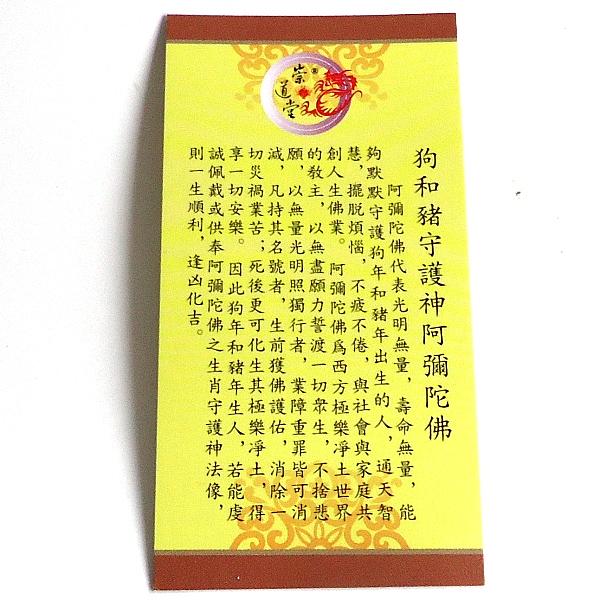 崇道堂
狗和豬守護神阿彌陀佛
阿彌陀佛代表光明無量，壽命無量，能
夠默默守護狗年和豬年出生的人，通天智
慧，擺脫煩惱，不疲不倦，與社會與家庭共
創人生佛業。阿彌陀佛為西方極樂凈土世界
的教主，以無盡願力誓渡一切眾生，不捨悲
願，以無量光明照獨行者，業障重罪皆可消
減，凡持其名號者，生前獲佛護佑，消除一
切災禍業苦；死後更可化生其極樂凈土，得
享一切安樂。因此狗年和豬年生人，若能虔
誠佩戴或供奉阿彌陀佛之生肖守護神法像，
則一生順利，逢凶化吉。